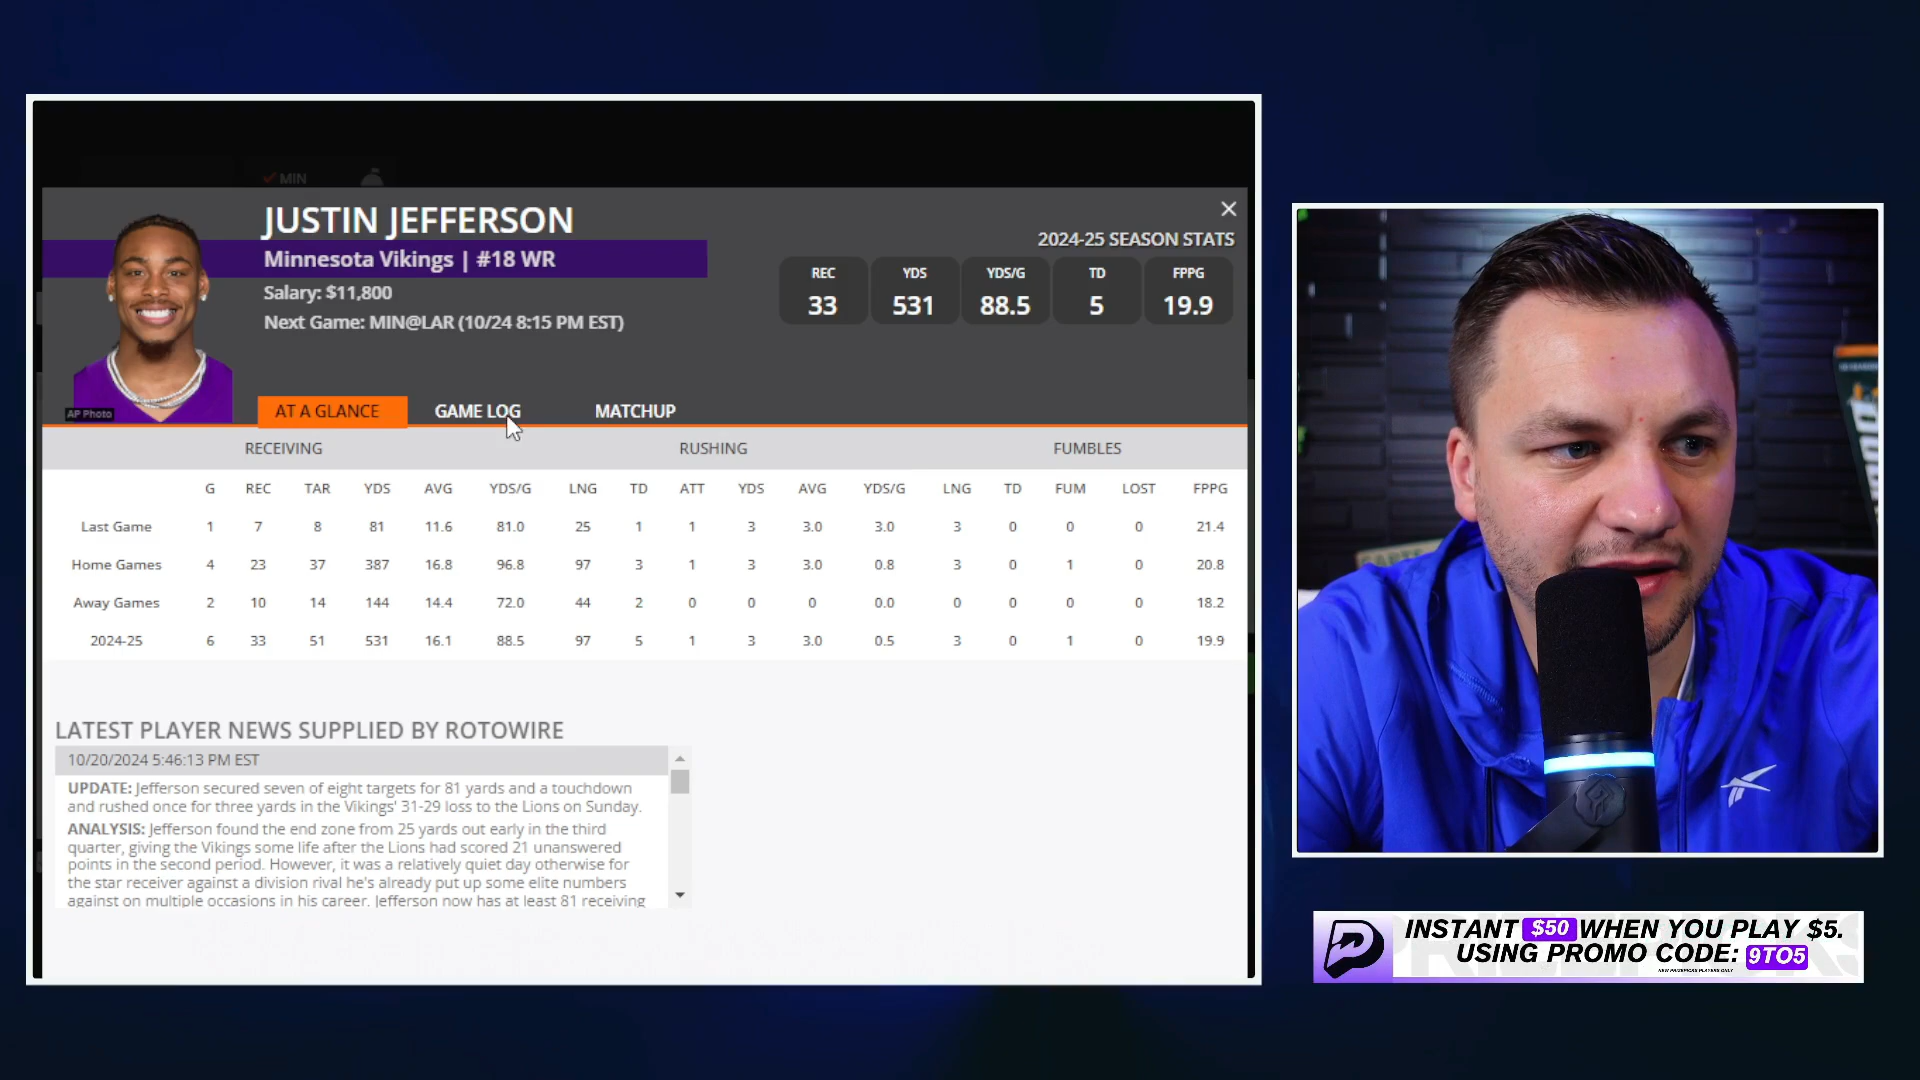 MIN
JUSTIN JEFFERSON
Minnesota Vikings | #18 WR
Salary: $11,800
Next Game: MIN@LAR (10/24 8:15 PM EST)
AP Photo
2024-25 SEASON STATS
REC YDS YDS/G TD FPPG
33 531 88.5 5 19.9
AT A GLANCE GAME LOG MATCHUP
RECEIVING RUSHING FUMBLES
G REC TAR YDS AVG YDS/G LNG TD ATT YDS AVG YDS/G LNG TD FUM LOST FPPG
Last Game 1 7 8 81 11.6 81.0 25 1 1 3 3.0 3.0 3 0 0 0 21.4
Home Games 4 23 37 387 16.8 96.8 97 3 1 3 3.0 0.8 3 0 1 0 20.8
Away Games 2 10 14 144 14.4 72.0 44 2 0 0 0 0.0 0 0 0 0 18.2
2024-25 6 33 51 531 16.1 88.5 97 5 1 3 3.0 0.5 3 0 1 0 19.9
LATEST PLAYER NEWS SUPPLIED BY ROTOWIRE
10/20/2024 5:46:13 PM EST
UPDATE: Jefferson secured seven of eight targets for 81 yards and a touchdown
and rushed once for three yards in the Vikings' 31-29 loss to the Lions on Sunday.
ANALYSIS: Jefferson found the end zone from 25 yards out early in the third
quarter, giving the Vikings some life after the Lions had scored 21 unanswered
points in the second period. However, it was a relatively quiet day otherwise for
the star receiver against a division rival he's already put up some elite numbers
against on multiple occasions in his career. Jefferson now has at least 81 receiving
INSTANT $50 WHEN YOU PLAY $5.
USING PROMO CODE: 9TO5
NEW PRIZEPICKS PLAYERS ONLY